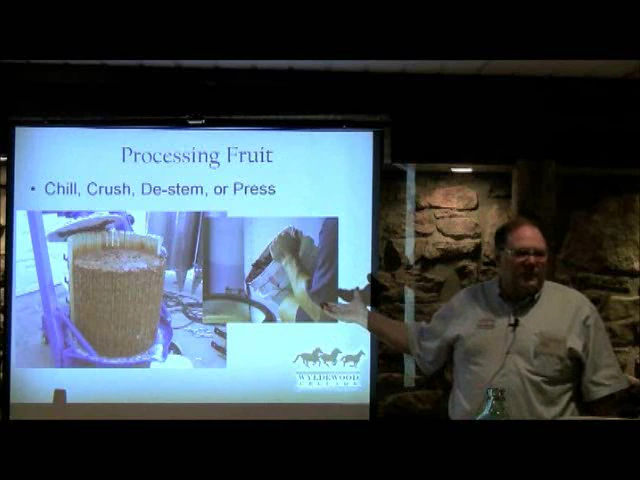 Processing Fruit
• Chill, Crush, De-stem, or Press
WYLDEWOOD
CELLARS